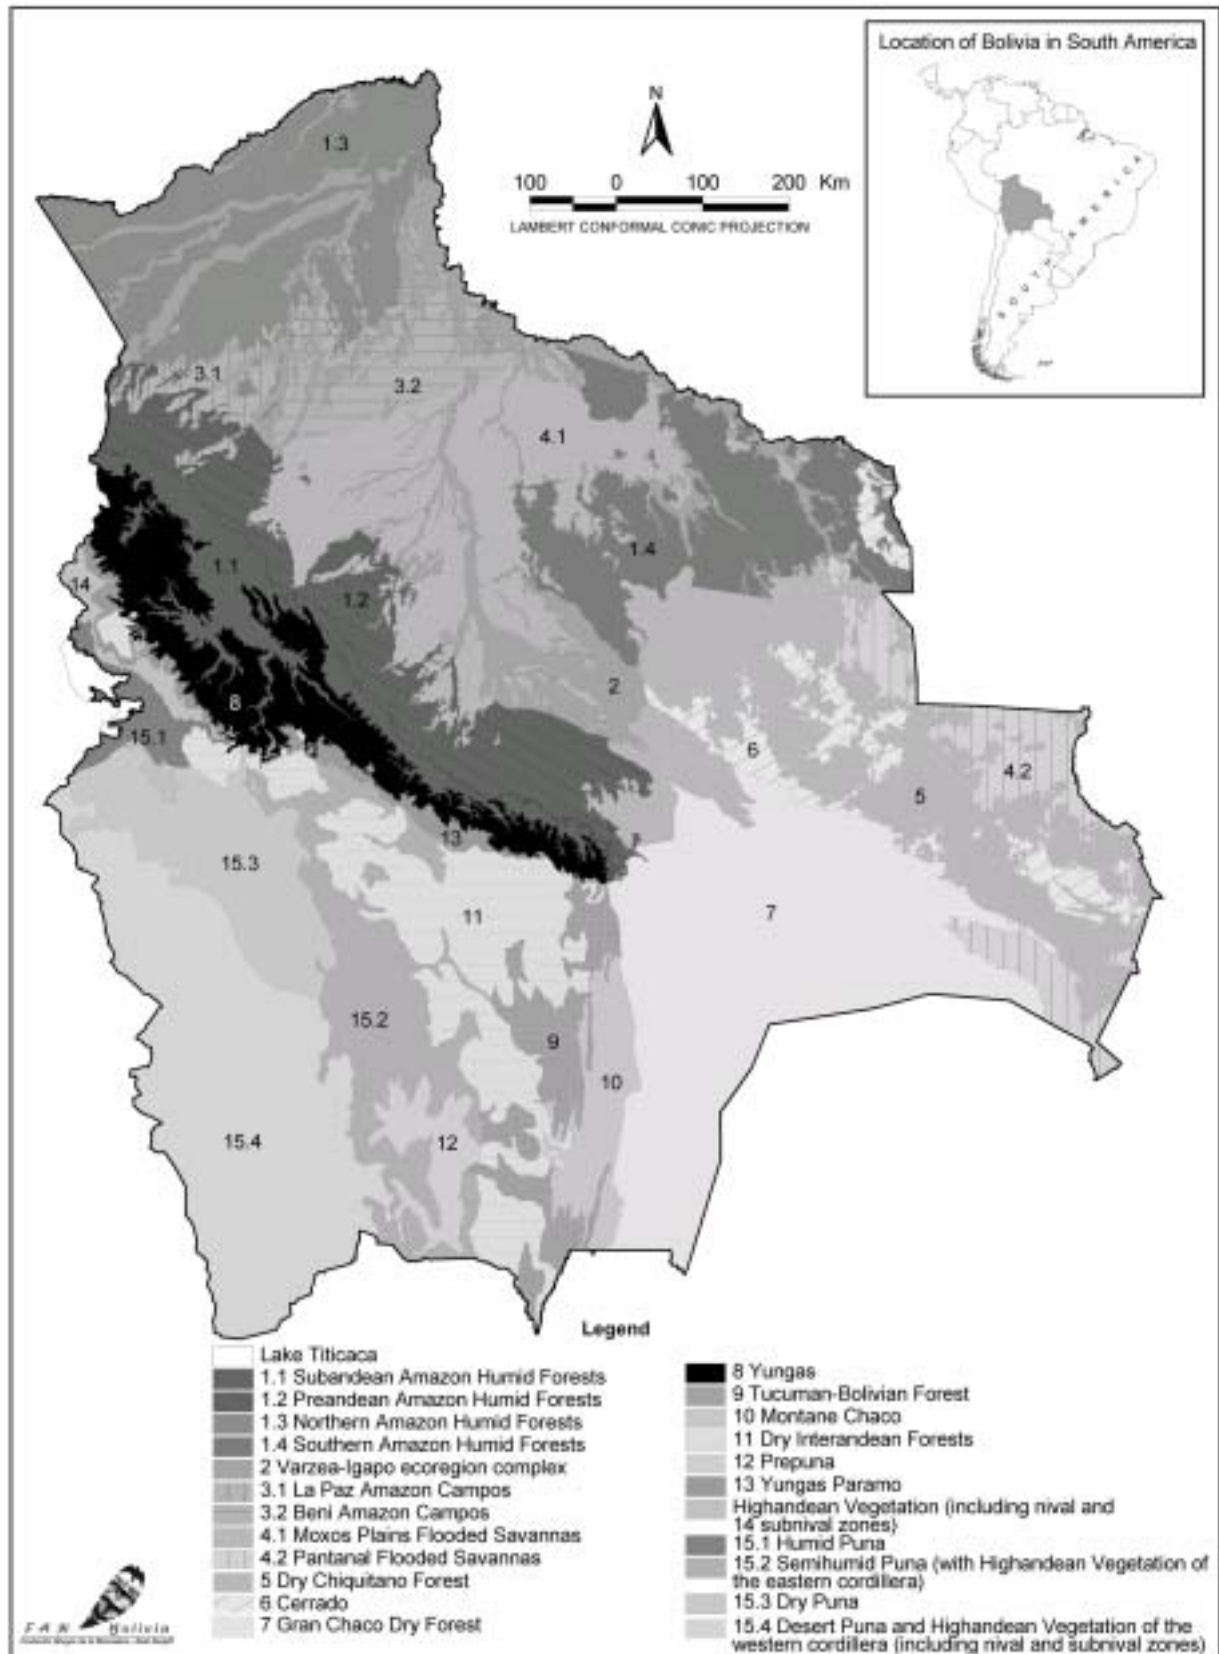 Location of Bolivia in South America
SOUTH AMERICA
N
100 0 100 200 Km
LAMBERT CONFORMAL CONIC PROJECTION
1.3
3.1
3.2
4.1
1.4
1.1
1.2
14
8
2
15.1
6
4.2
5
13
15.3
11
7
15.2
9
10
15.4
12
Legend
Lake Titicaca
1.1 Subandean Amazon Humid Forests
1.2 Preandean Amazon Humid Forests
1.3 Northern Amazon Humid Forests
1.4 Southern Amazon Humid Forests
2 Varzea-Igapo ecoregion complex
3.1 La Paz Amazon Campos
3.2 Beni Amazon Campos
4.1 Moxos Plains Flooded Savannas
4.2 Pantanal Flooded Savannas
5 Dry Chiquitano Forest
6 Cerrado
7 Gran Chaco Dry Forest
8 Yungas
9 Tucuman-Bolivian Forest
10 Montane Chaco
11 Dry Interandean Forests
12 Prepuna
13 Yungas Paramo
Highandean Vegetation (including nival and
14 subnival zones)
15.1 Humid Puna
15.2 Semihumid Puna (with Highandean Vegetation of
the eastern cordillera)
15.3 Dry Puna
15.4 Desert Puna and Highandean Vegetation of the
western cordillera (including nival and subnival zones)
FAN Bolivia